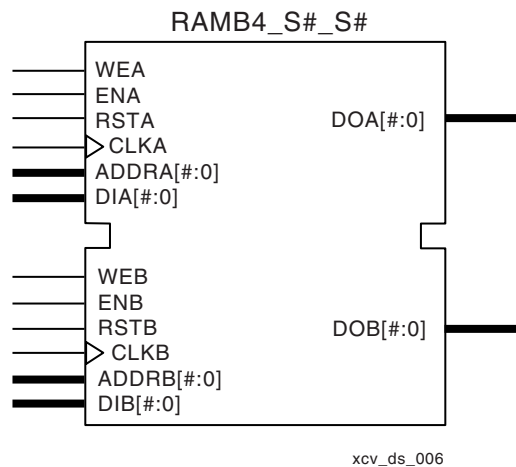 RAMB4_S#_S#
WEA
ENA
RSTA
DOA[#:0]
CLKA
ADDRA[#:0]
DIA[#:0]
WEB
ENB
RSTB
DOB[#:0]
CLKB
ADDRB[#:0]
DIB[#:0]
xcv_ds_006